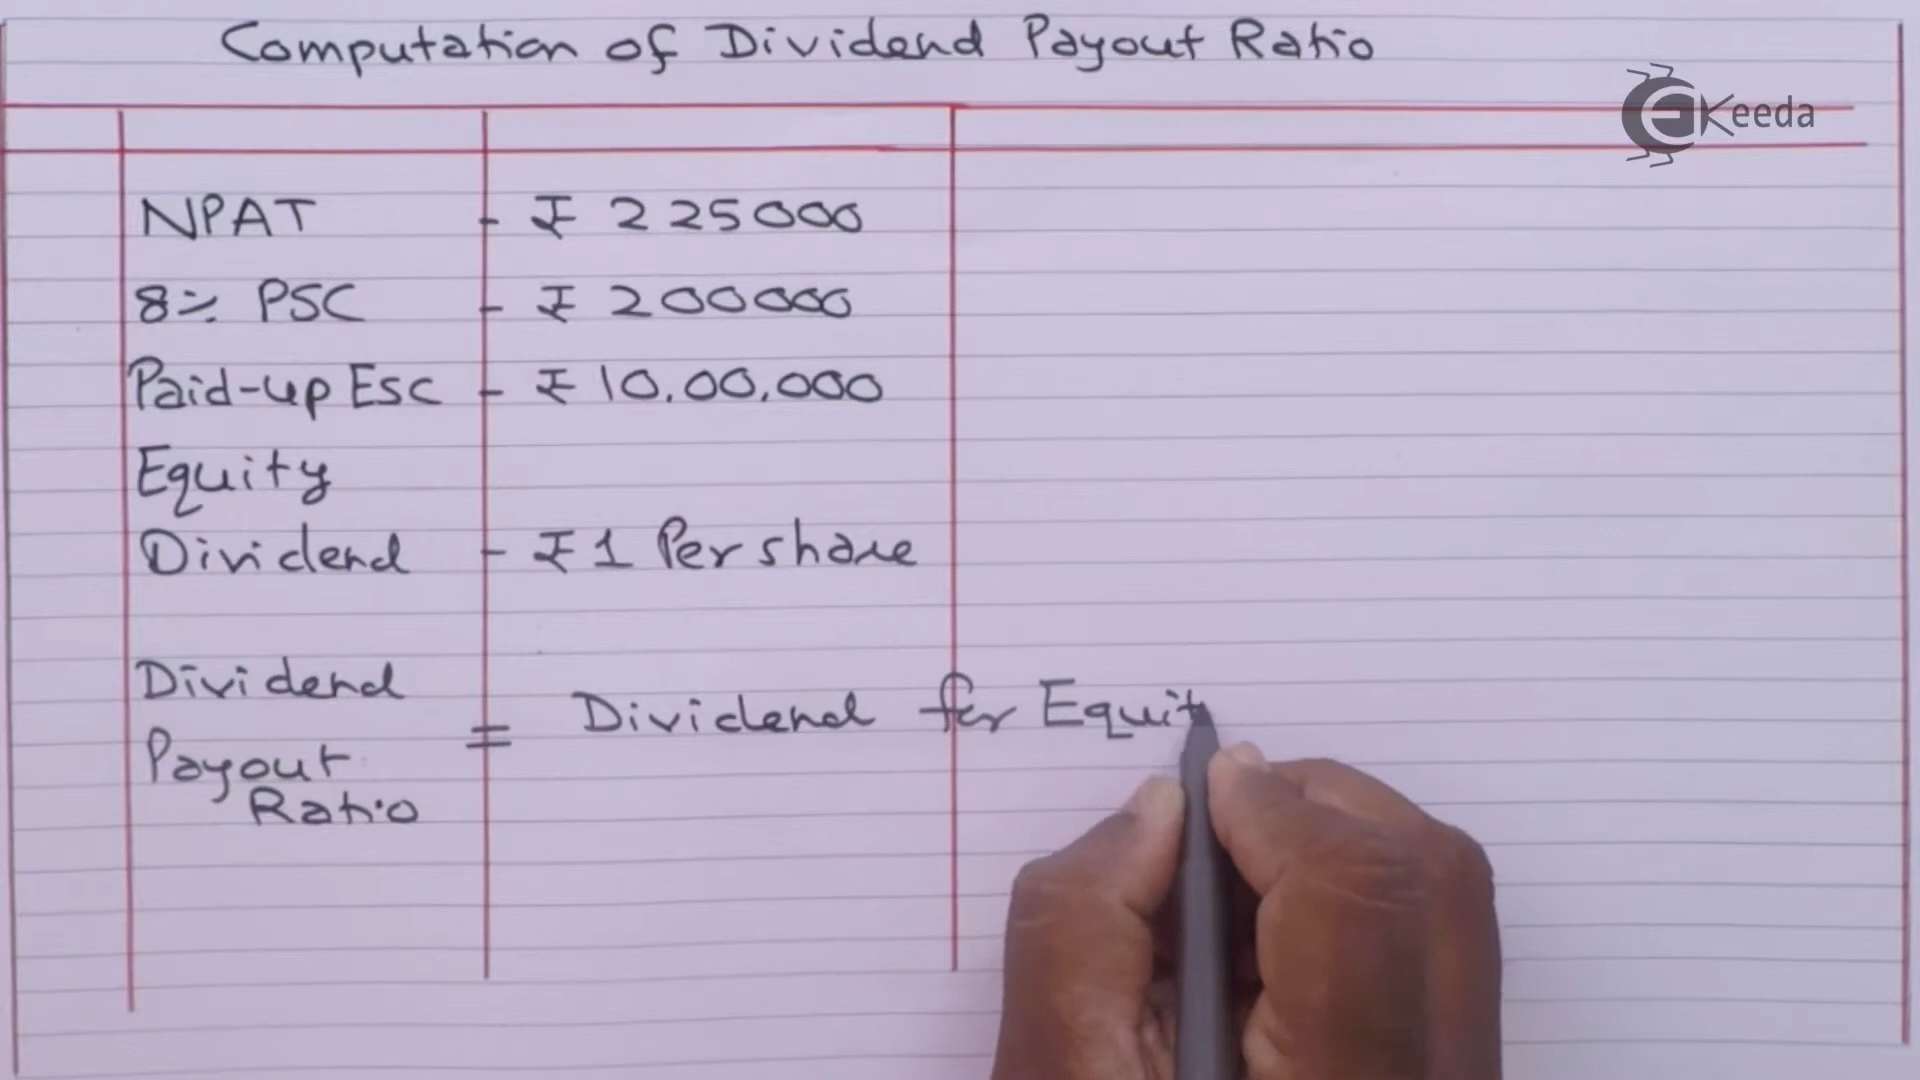 Computation of Dividend Payout Ratio
Keeda
NPAT - ₹ 225000
8% PSC - ₹ 200000
Paid-up Esc - ₹ 10,00,000
Equity
Dividend - ₹ 1 Per share
Dividend
Payout
Ratio
= Dividend for Equit